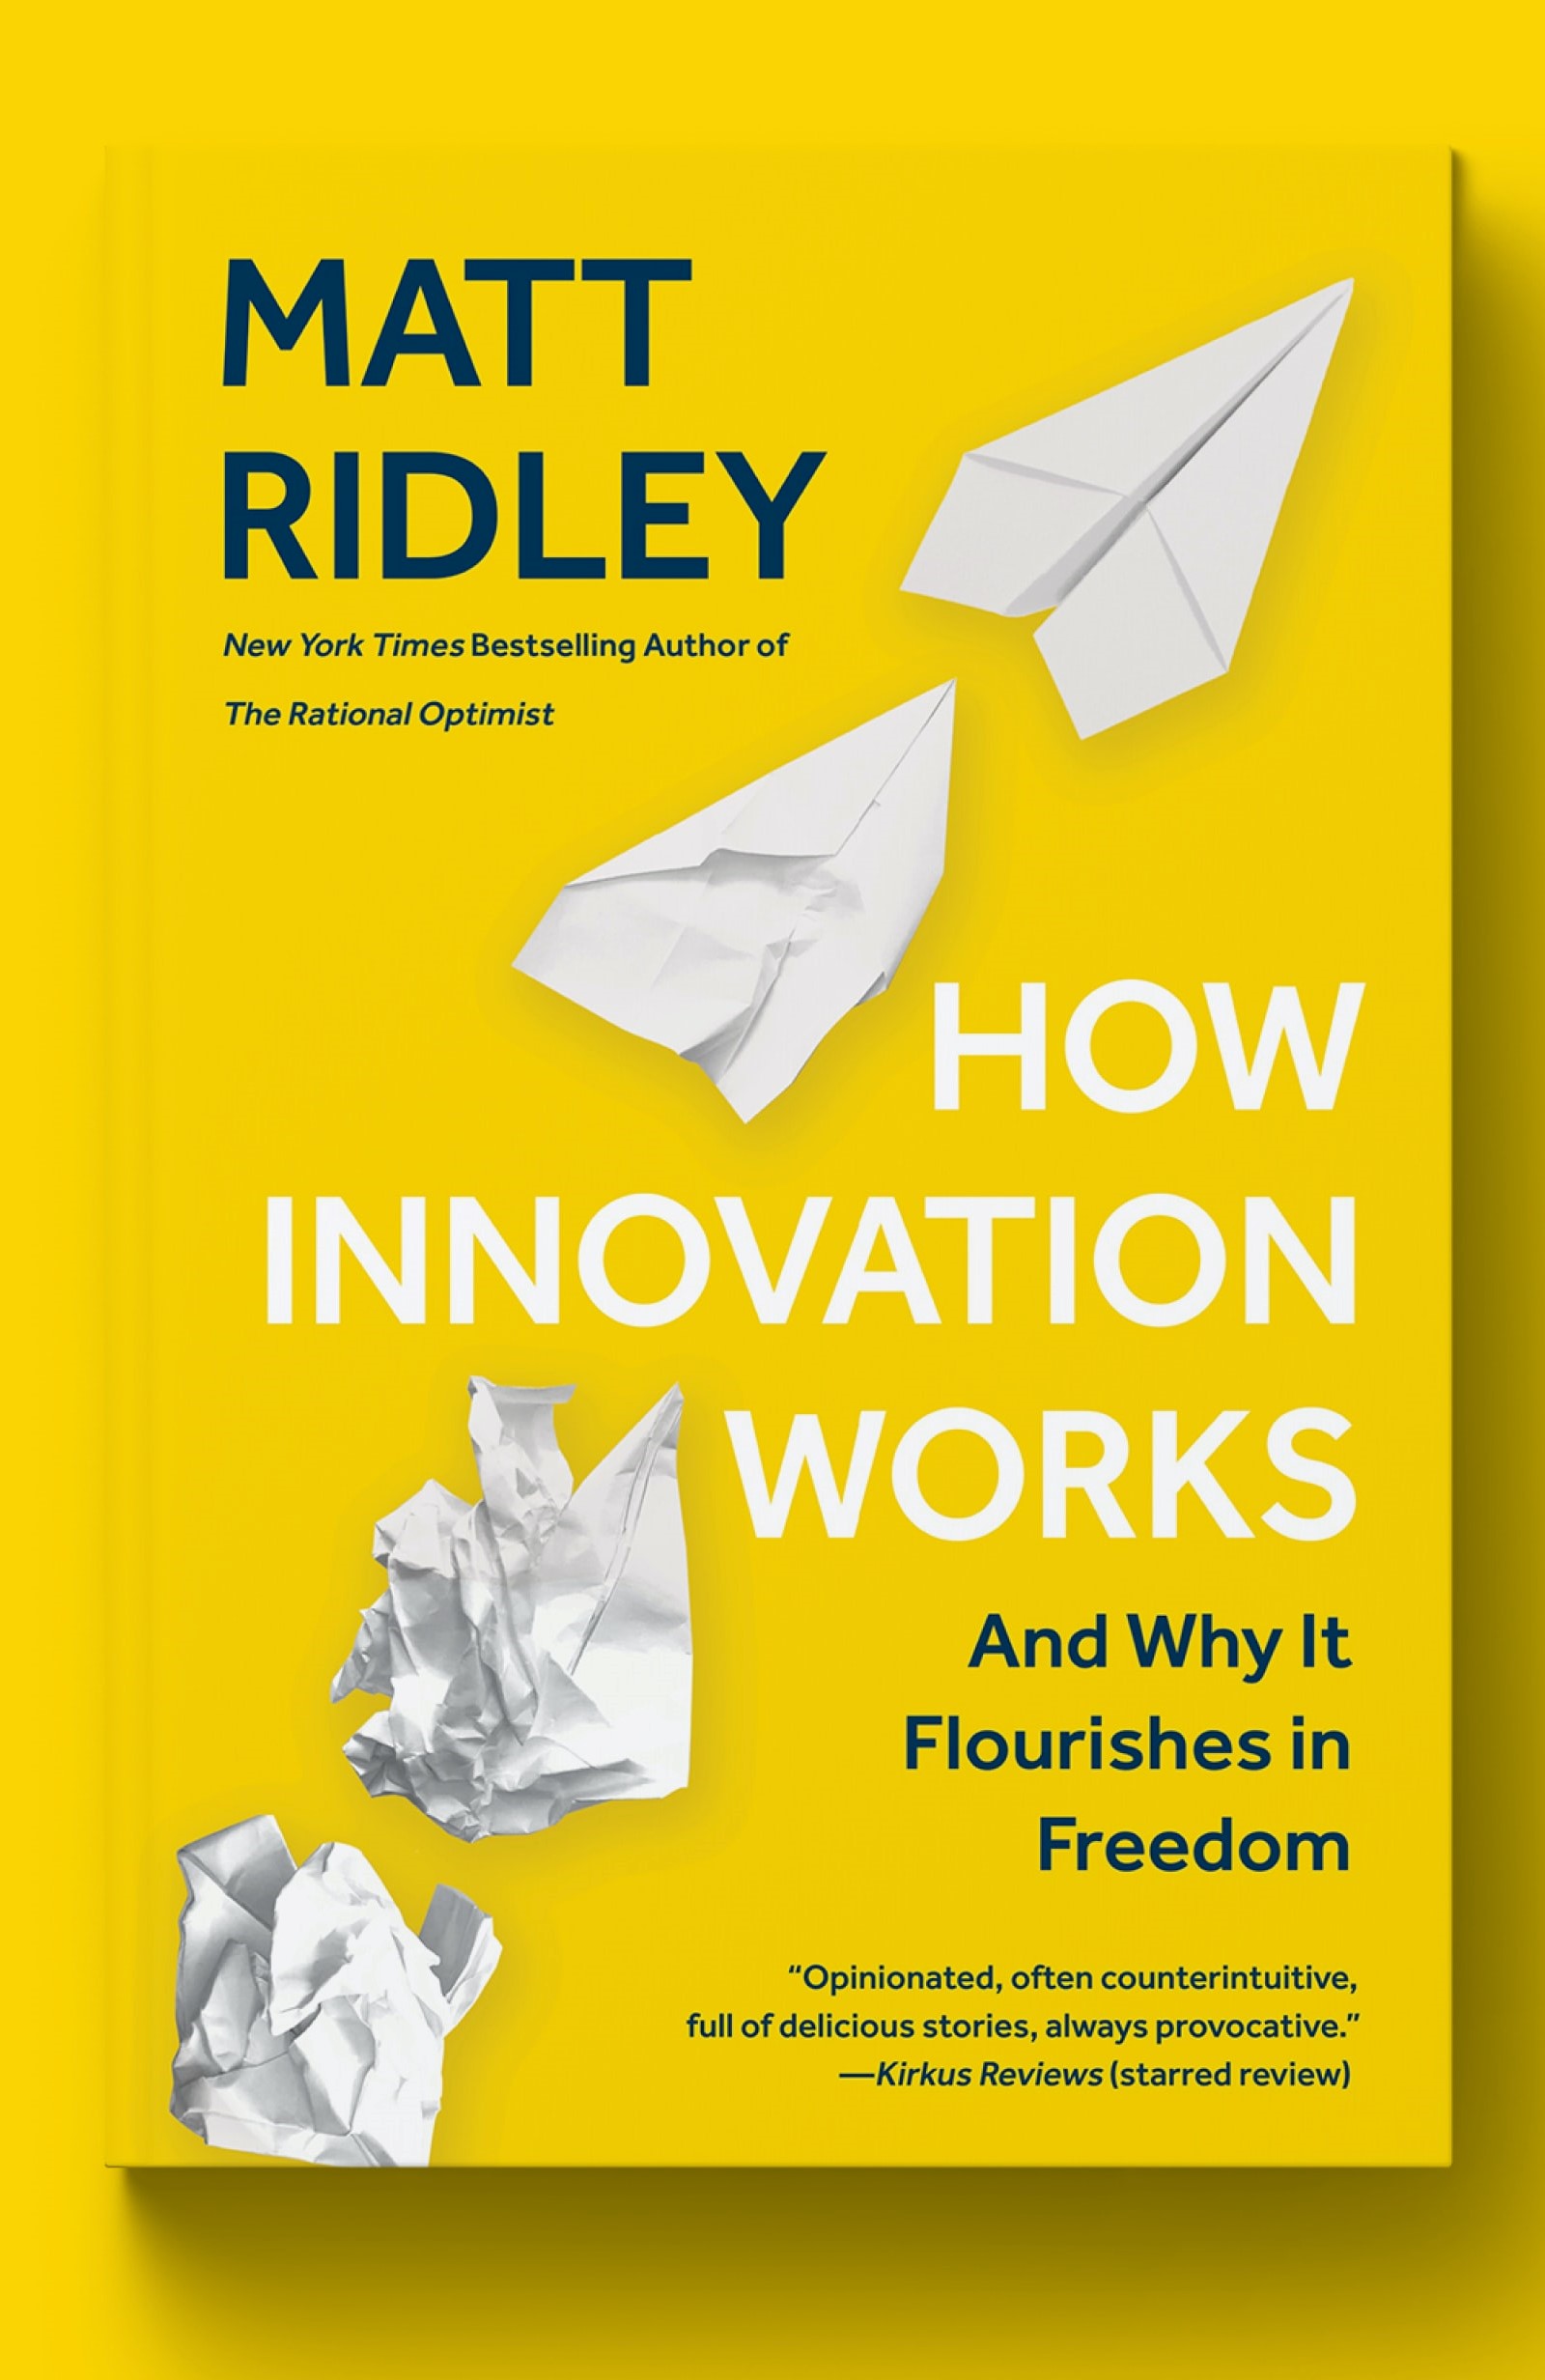 MATT
RIDLEY
New York Times Bestselling Author of
The Rational Optimist
HOW
INNOVATION
WORKS
And Why It
Flourishes in
Freedom
“Opinionated, often counterintuitive,
full of delicious stories, always provocative.”
—Kirkus Reviews (starred review)